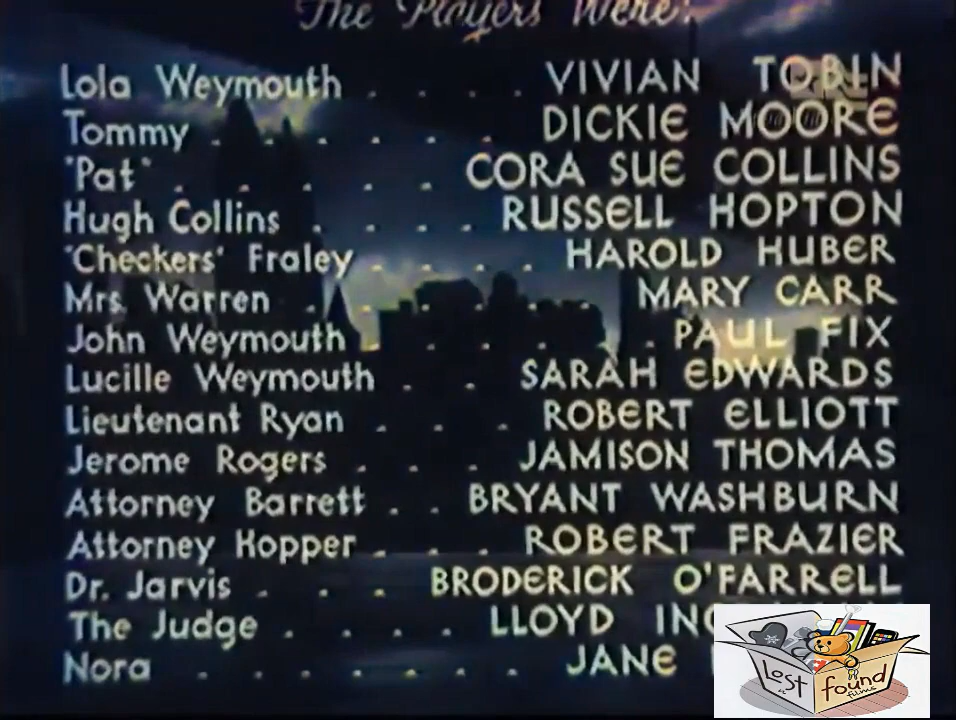 The Players Were:
Lola Weymouth . . . . VIVIAN TOBIN
Tommy . . . . . . . DICKIE MOORE
"Pat" . . . . . . CORA SUE COLLINS
Hugh Collins . . . . RUSSELL HOPTON
"Checkers" Fraley . . . . . HAROLD HUBER
Mrs. Warren . . . . . . MARY CARR
John Weymouth . . . . . . PAUL FIX
Lucille Weymouth . . SARAH EDWARDS
Lieutenant Ryan . . . ROBERT ELLIOTT
Jerome Rogers . . . JAMISON THOMAS
Attorney Barrett . . BRYANT WASHBURN
Attorney Hopper . . . ROBERT FRAZIER
Dr. Jarvis . . . BRODERICK O'FARRELL
The Judge . . . . LLOYD
Nora . . . . . . . JANE
Lost & found films